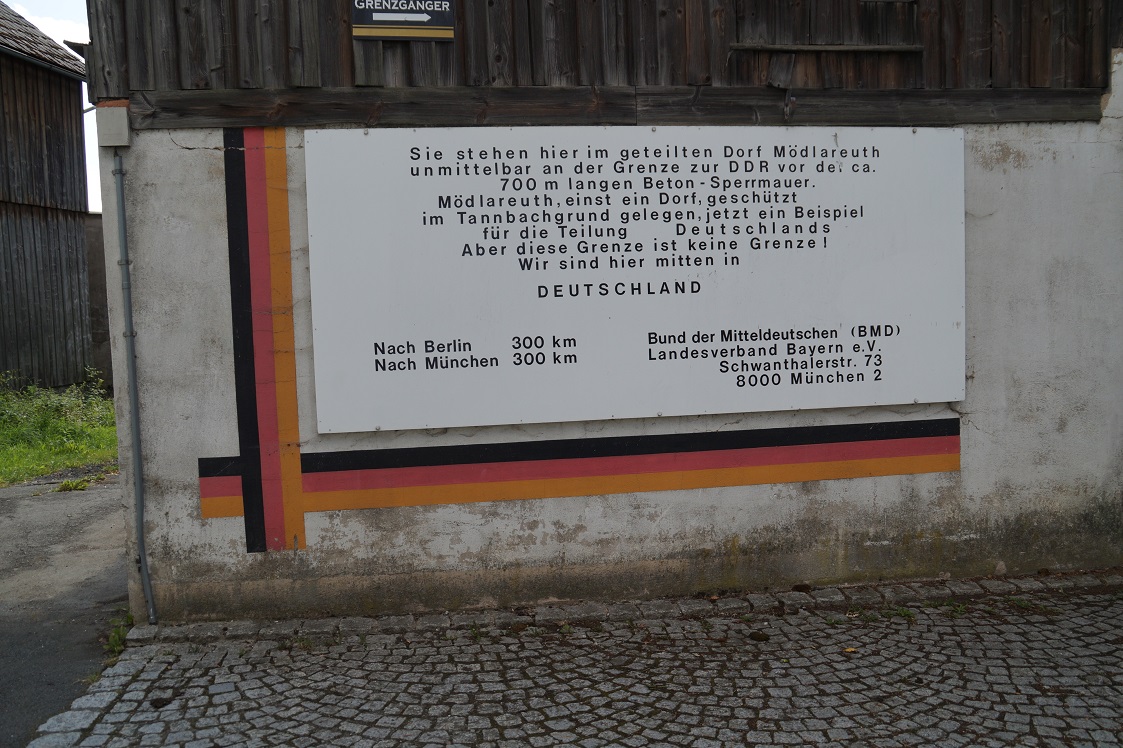 GRENZGÄNGER
Sie stehen hier im geteilten Dorf Mödlareuth
unmittelbar an der Grenze zur DDR vor der ca.
700 m langen Beton-Sperrmauer.
Mödlareuth, einst ein Dorf, geschützt
im Tannbachgrund gelegen, jetzt ein Beispiel
für die Teilung Deutschlands
Aber diese Grenze ist keine Grenze!
Wir sind hier mitten in
DEUTSCHLAND
Nach Berlin 300 km
Nach München 300 km
Bund der Mitteldeutschen (BMD)
Landesverband Bayern e.V.
Schwanthalerstr. 73
8000 München 2